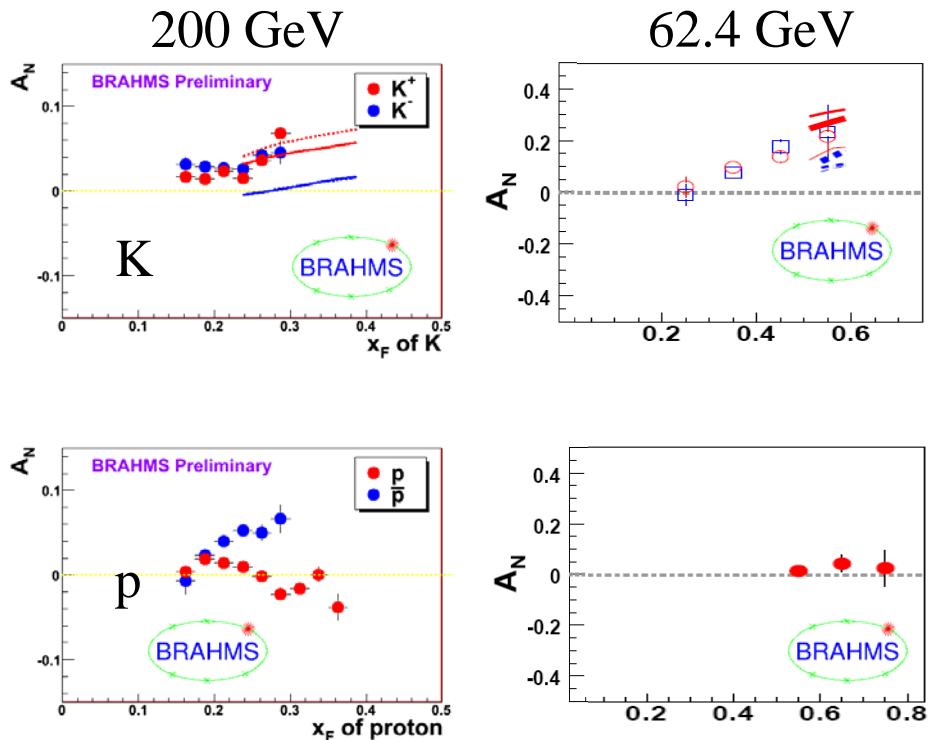 200 GeV
62.4 GeV
A_N
BRAHMS Preliminary
K⁺
K⁻
0.1
0
-0.1
K
BRAHMS
0 0.1 0.2 0.3 0.4 0.5
x_F of K
A_N
0.4
0.2
0
-0.2
-0.4
BRAHMS
0.2 0.4 0.6
A_N
BRAHMS Preliminary
p
p̅
0.1
0
-0.1
p
BRAHMS
0 0.1 0.2 0.3 0.4 0.5
x_F of proton
A_N
0.4
0.2
0
-0.2
-0.4
BRAHMS
0.2 0.4 0.6 0.8